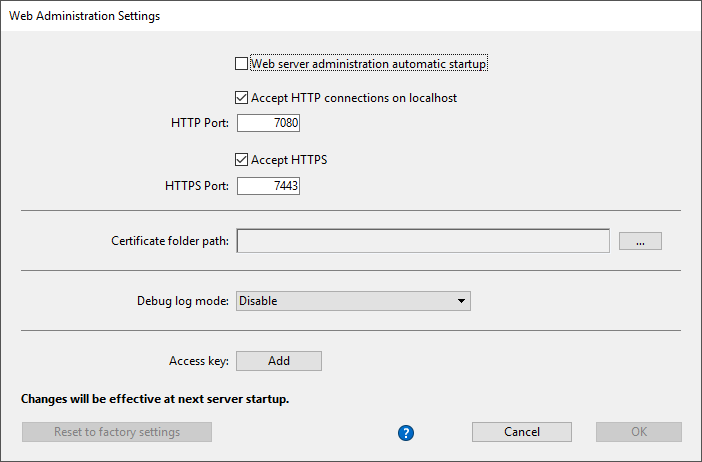 Web Administration Settings
Web server administration automatic startup
Accept HTTP connections on localhost
HTTP Port: 7080
Accept HTTPS
HTTPS Port: 7443
Certificate folder path: ...
Debug log mode: Disable
Access key: Add
Changes will be effective at next server startup.
Reset to factory settings ? Cancel OK